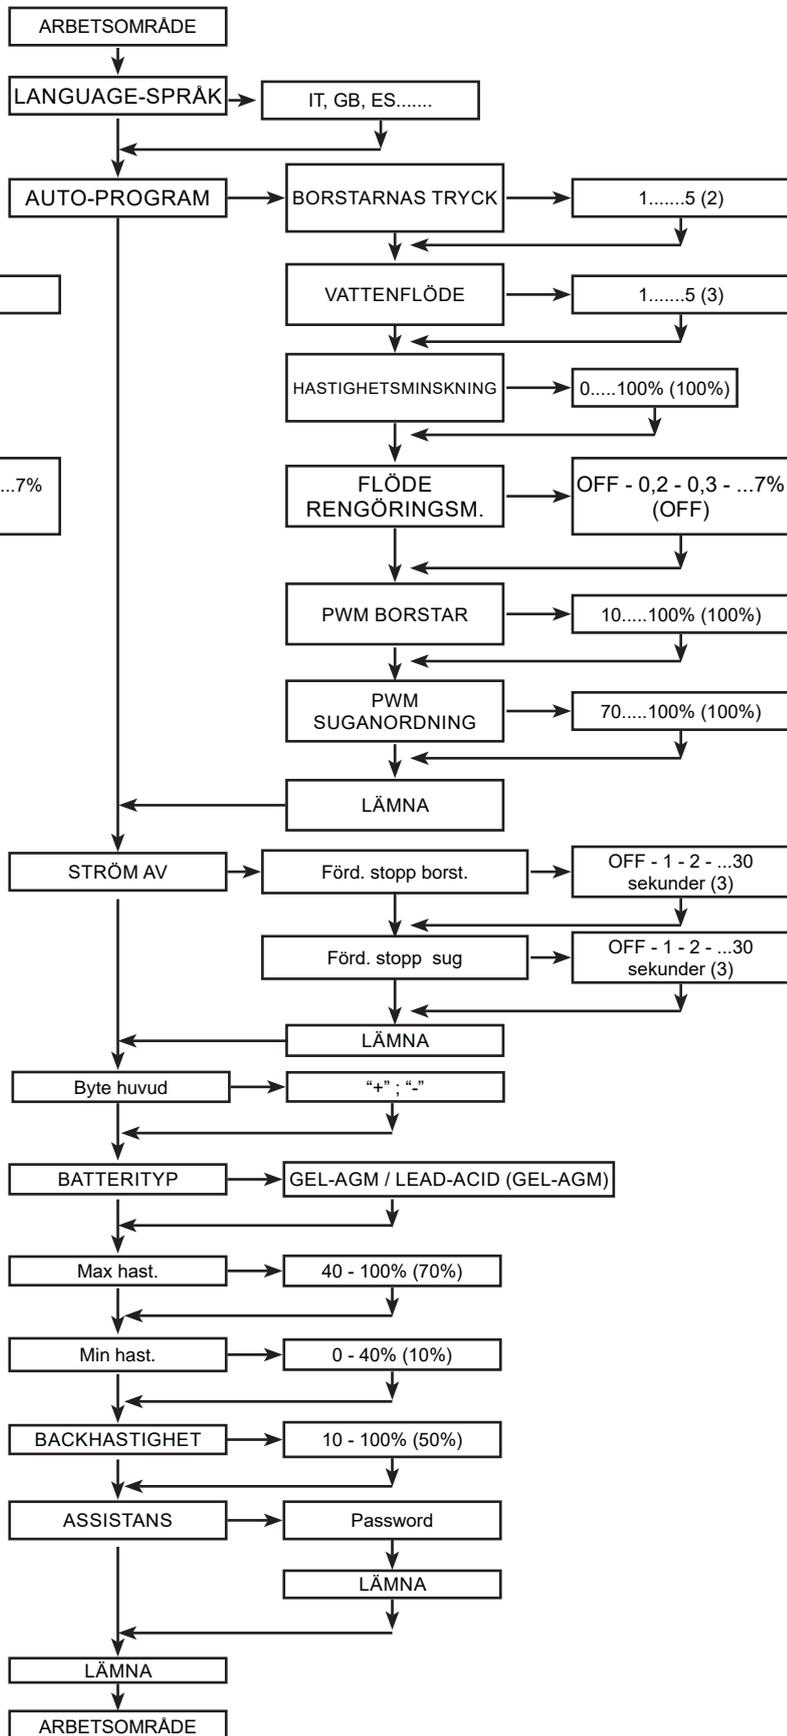 ARBETSOMRÅDE
LANGUAGE-SPRÅK
IT, GB, ES.......
AUTO-PROGRAM
BORSTARNAS TRYCK
1.......5 (2)
VATTENFLÖDE
1.......5 (3)
HASTIGHETSMINSKNING
0.....100% (100%)
...7%
FLÖDE
RENGÖRINGSM.
OFF - 0,2 - 0,3 - ...7%
(OFF)
PWM BORSTAR
10.....100% (100%)
PWM
SUGANORDNING
70.....100% (100%)
LÄMNA
STRÖM AV
Förd. stopp borst.
OFF - 1 - 2 - ...30
sekunder (3)
Förd. stopp sug
OFF - 1 - 2 - ...30
sekunder (3)
LÄMNA
Byte huvud
“+” ; “-”
BATTERITYP
GEL-AGM / LEAD-ACID (GEL-AGM)
Max hast.
40 - 100% (70%)
Min hast.
0 - 40% (10%)
BACKHASTIGHET
10 - 100% (50%)
ASSISTANS
Password
LÄMNA
LÄMNA
ARBETSOMRÅDE